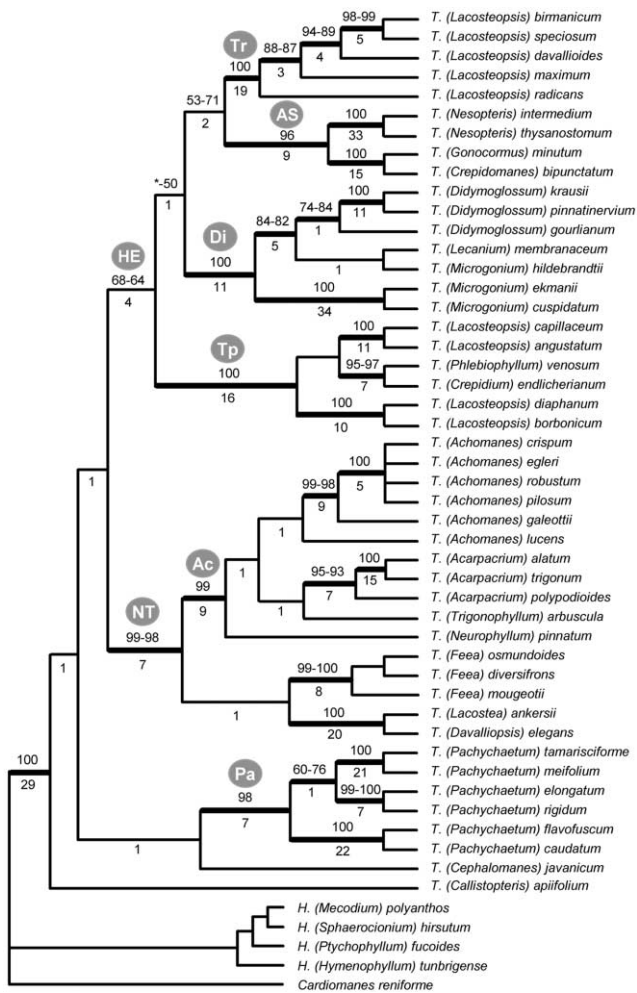 98-99
T. (Lacosteopsis) birmanicum
94-89
5
T. (Lacosteopsis) speciosum
Tr
88-87
4
T. (Lacosteopsis) davallioides
100
3
T. (Lacosteopsis) maximum
19
T. (Lacosteopsis) radicans
53-71
AS
100
T. (Nesopteris) intermedium
2
96
33
T. (Nesopteris) thysanostomum
9
100
T. (Gonocormus) minutum
15
T. (Crepidomanes) bipunctatum
*-50
100
T. (Didymoglossum) krausii
1
74-84
11
T. (Didymoglossum) pinnatinervium
84-82
1
T. (Didymoglossum) gourlianum
Di
5
T. (Lecanium) membranaceum
HE
100
1
T. (Microgonium) hildebrandtii
68-64
11
100
T. (Microgonium) ekmanii
4
34
T. (Microgonium) cuspidatum
100
T. (Lacosteopsis) capillaceum
Tp
11
T. (Lacosteopsis) angustatum
95-97
T. (Phlebiophyllum) venosum
100
7
T. (Crepidium) endlicherianum
16
100
T. (Lacosteopsis) diaphanum
10
T. (Lacosteopsis) borbonicum
T. (Achomanes) crispum
100
T. (Achomanes) egleri
1
99-98
5
T. (Achomanes) robustum
9
T. (Achomanes) pilosum
T. (Achomanes) galeottii
1
T. (Achomanes) lucens
Ac
1
100
T. (Acarpacrium) alatum
99
95-93
15
T. (Acarpacrium) trigonum
9
7
T. (Acarpacrium) polypodioides
NT
1
T. (Trigonophyllum) arbuscula
99-98
T. (Neurophyllum) pinnatum
7
T. (Feea) osmundoides
1
99-100
T. (Feea) diversifrons
8
T. (Feea) mougeotii
1
100
T. (Lacostea) ankersii
20
T. (Davalliopsis) elegans
100
T. (Pachychaetum) tamarisciforme
100
Pa
60-76
21
T. (Pachychaetum) meifolium
29
98
1
99-100
T. (Pachychaetum) elongatum
7
7
T. (Pachychaetum) rigidum
100
T. (Pachychaetum) flavofuscum
1
22
T. (Pachychaetum) caudatum
T. (Cephalomanes) javanicum
T. (Callistopteris) apiifolium
H. (Mecodium) polyanthos
H. (Sphaerocionium) hirsutum
H. (Ptychophyllum) fucoides
H. (Hymenophyllum) tunbrigense
Cardiomanes reniforme